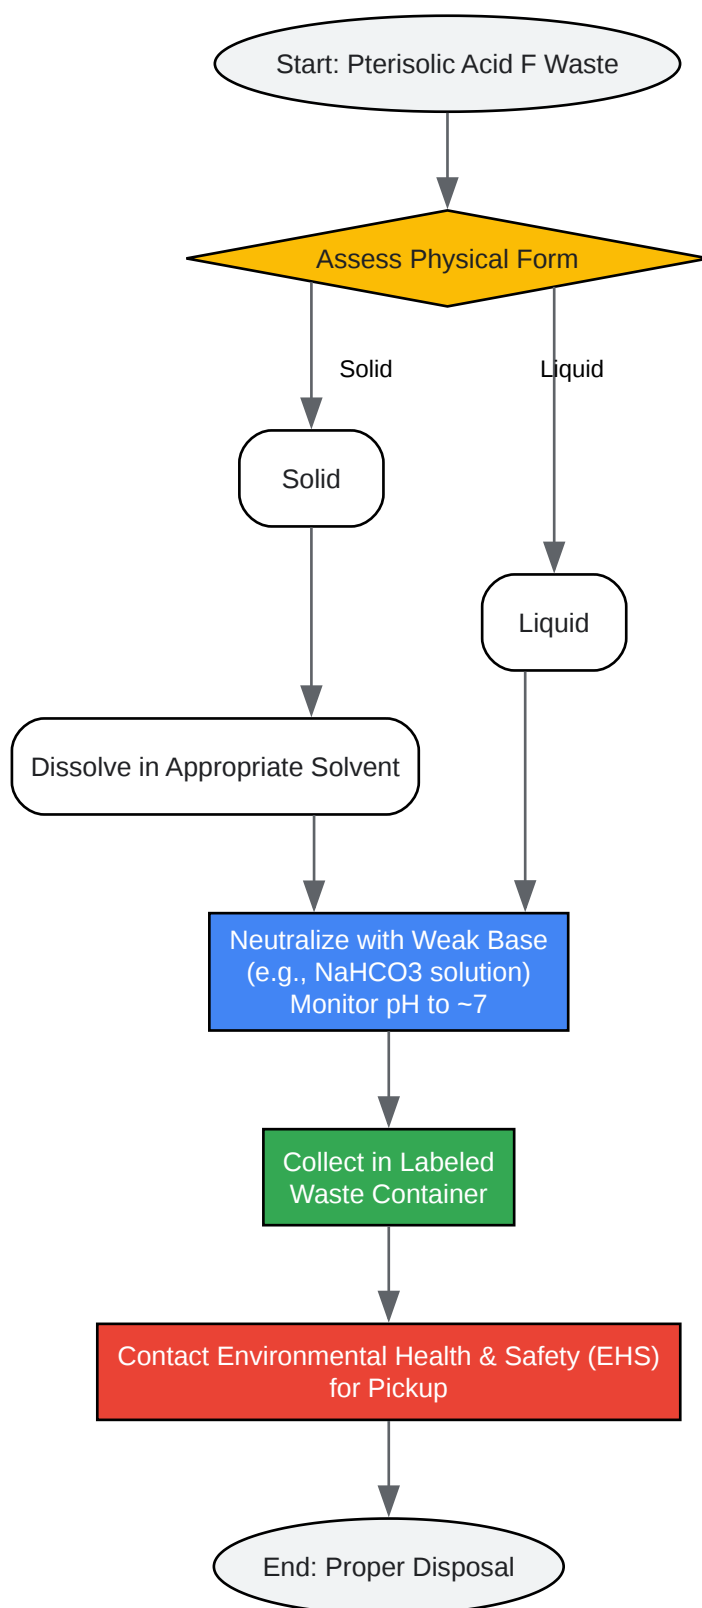 Start: Pterisolic Acid F Waste
Assess Physical Form
Solid
Liquid
Solid
Liquid
Dissolve in Appropriate Solvent
Neutralize with Weak Base
(e.g., NaHCO3 solution)
Monitor pH to ~7
Collect in Labeled
Waste Container
Contact Environmental Health & Safety (EHS)
for Pickup
End: Proper Disposal